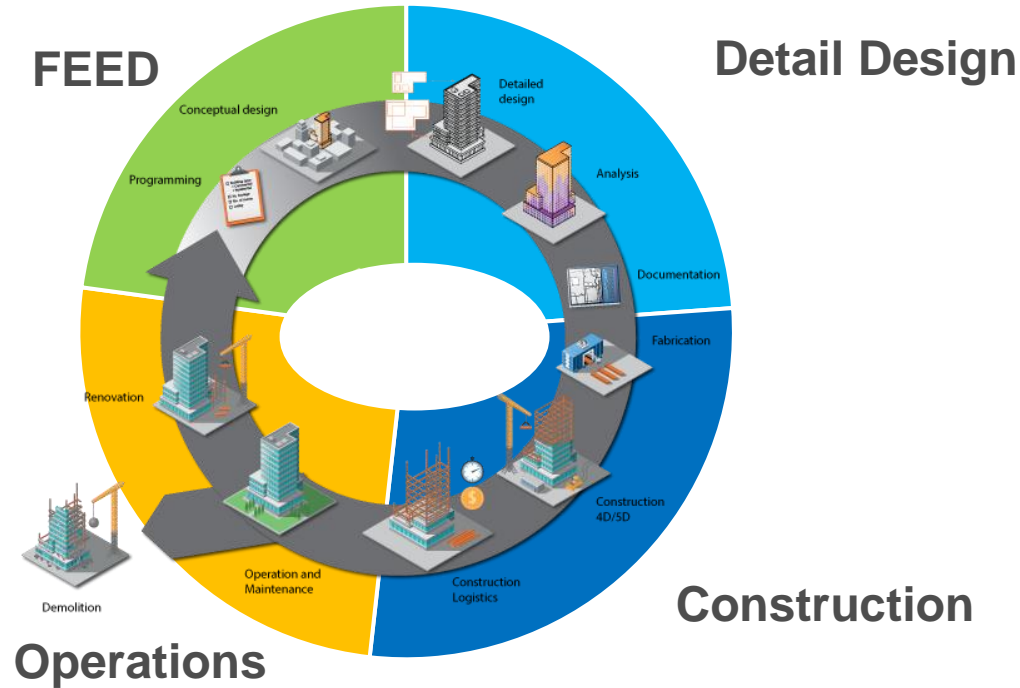 FEED
Detail Design
Conceptual design
Detailed
design
Programming
Analysis
Documentation
Fabrication
Renovation
Construction
4D/5D
$
Operation and
Maintenance
Construction
Logistics
Demolition
Construction
Operations